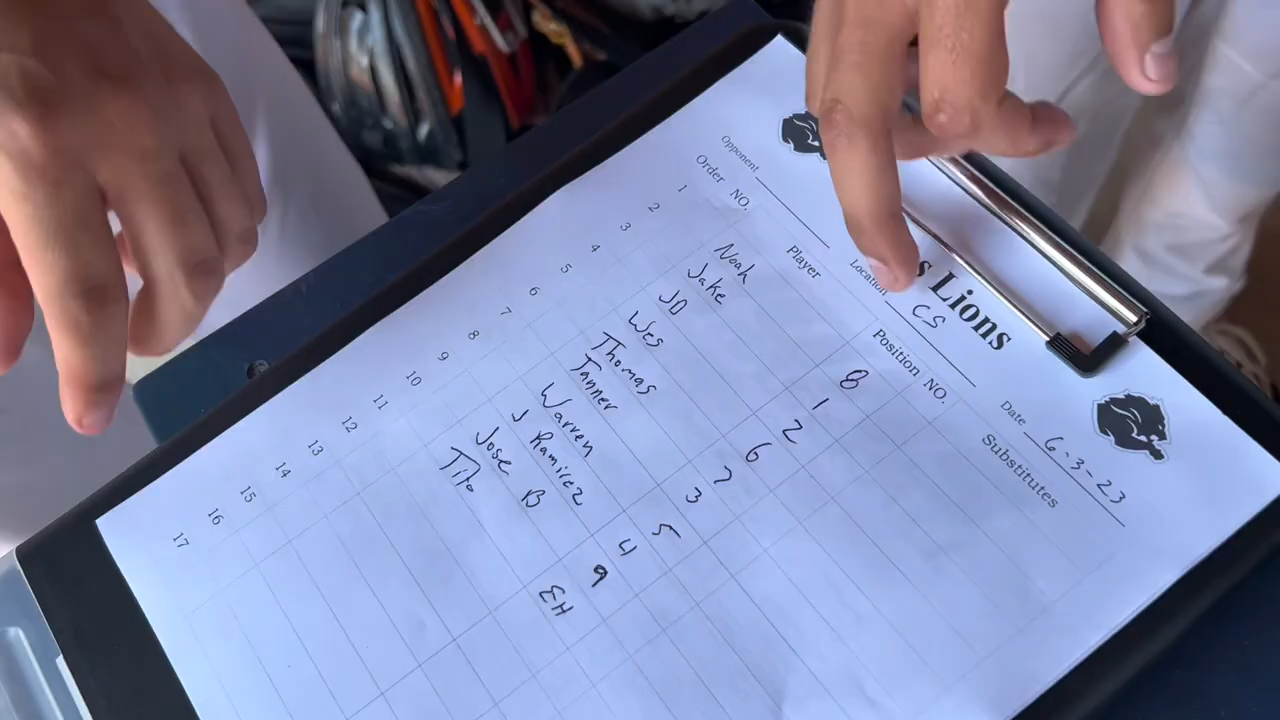 s Lions
Opponent Location CS Date 6-3-23
Order NO. Player Position NO. Substitutes
1 Noah 8
2 Jake 1
3 JD 2
4 Wes 6
5 Thomas 7
6 Tanner 3
7 Warren 5
8 J Ramirez 4
9 Jose B 9
10 Tito EH
11
12
13
14
15
16
17